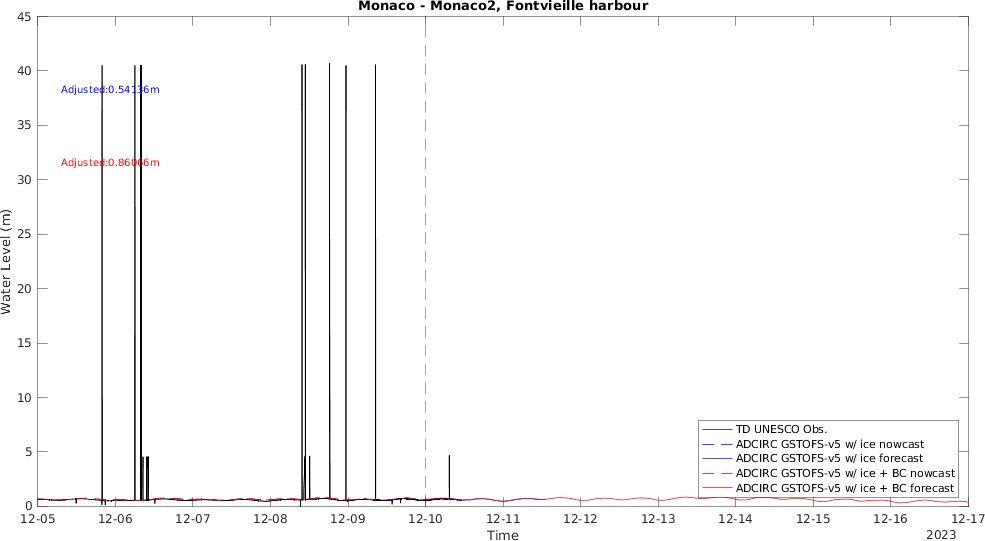 Monaco - Monaco2, Fontvieille harbour
45
40
35
30
25
20
15
10
5
0
Water Level (m)
Adjusted:0.54136m
Adjusted:0.86066m
TD UNESCO Obs.
ADCIRC GSTOFS-v5 w/ ice nowcast
ADCIRC GSTOFS-v5 w/ ice forecast
ADCIRC GSTOFS-v5 w/ ice + BC nowcast
ADCIRC GSTOFS-v5 w/ ice + BC forecast
12-05 12-06 12-07 12-08 12-09 12-10 12-11 12-12 12-13 12-14 12-15 12-16 12-17
Time
2023